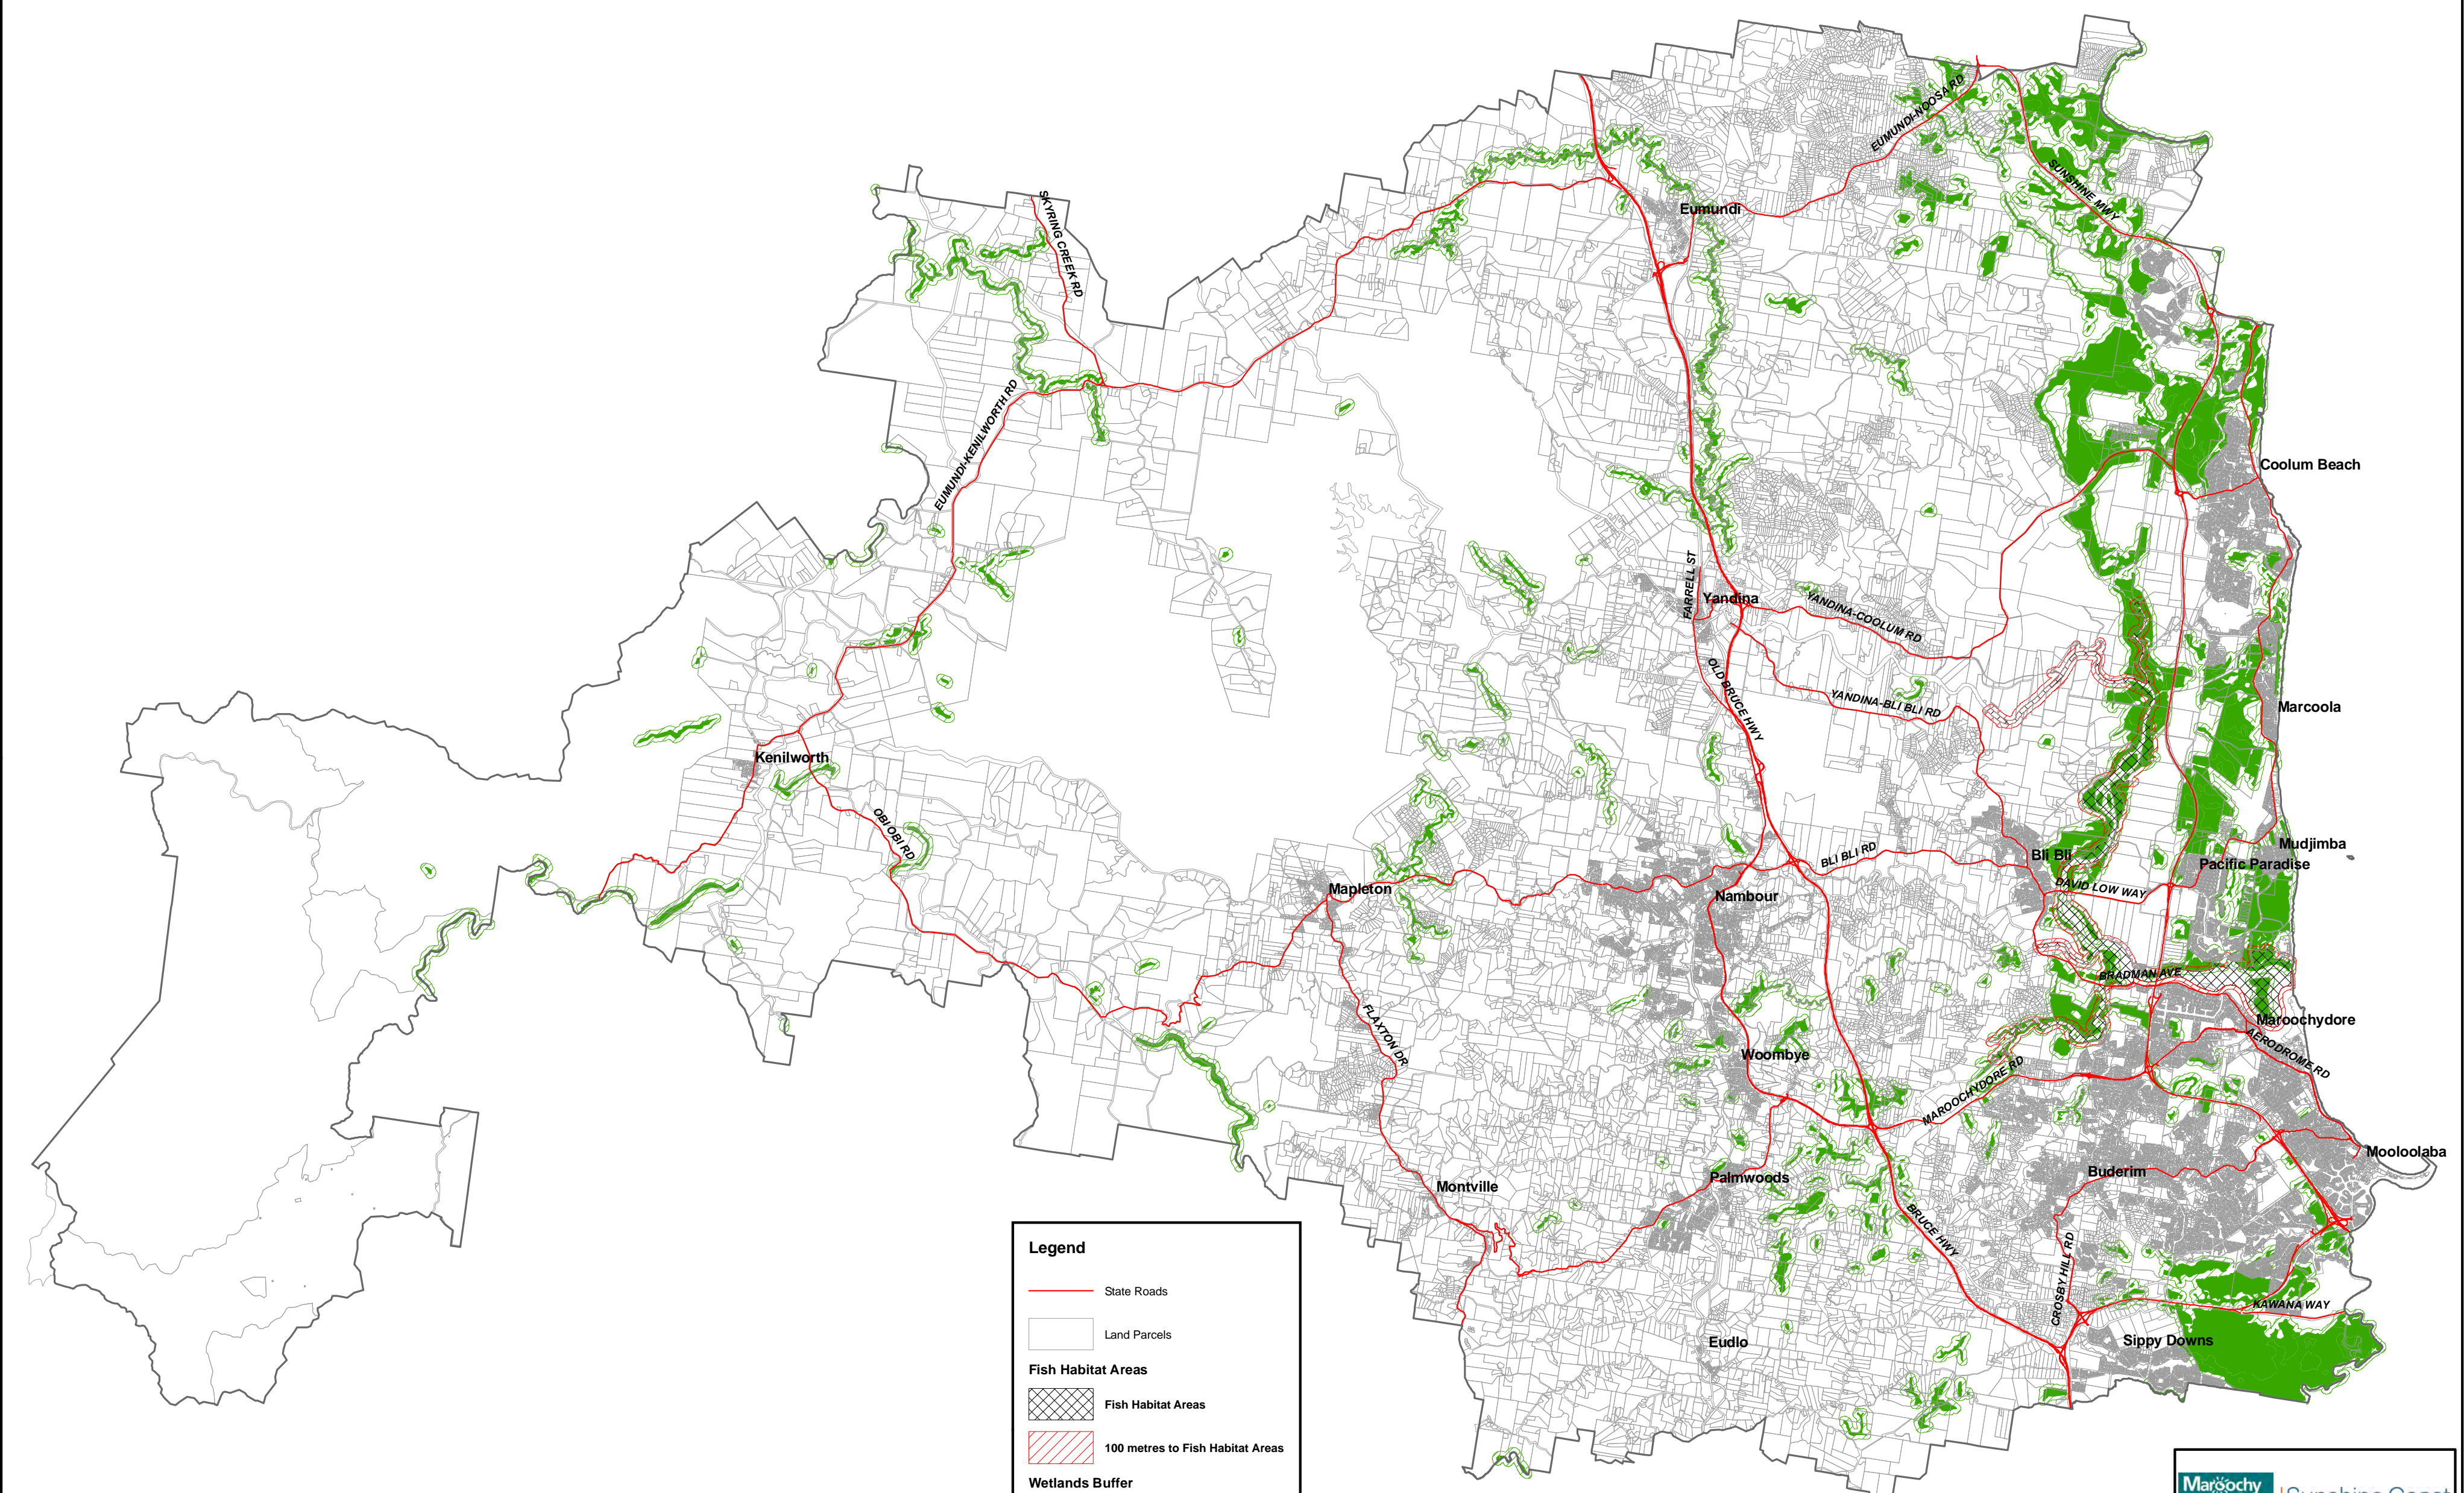 EUMUNDI-NOOSA RD
SUNSHINE MWY
SKYRING CREEK RD
Eumundi
EUMUNDI-KENILWORTH RD
Coolum Beach
FARRELL ST
Yandina
YANDINA-COOLUM RD
OLD BRUCE HWY
YANDINA-BLI BLI RD
Marcoola
Kenilworth
OBI OBI RD
Mudjimba
BLI BLI RD
Bli Bli
Pacific Paradise
Mapleton
DAVID LOW WAY
Nambour
BRADMAN AVE
FLAXTON DR
Maroochydore
Woombye
AERODROME RD
MAROOCHYDORE RD
Mooloolaba
Buderim
Palmwoods
Montville
BRUCE HWY
CROSBY HILL RD
KAWANA WAY
Eudlo
Sippy Downs
Legend
State Roads
Land Parcels
Fish Habitat Areas
Fish Habitat Areas
100 metres to Fish Habitat Areas
Wetlands Buffer
Maroochy
Sunshine Coast